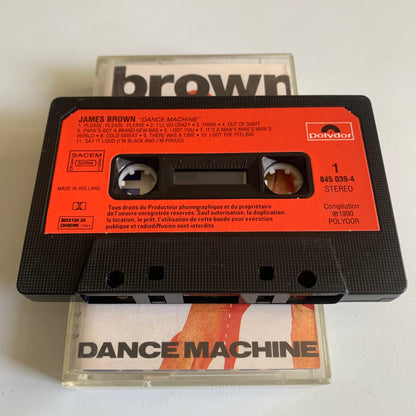 brown
JAMES BROWN "DANCE MACHINE"
1. PLEASE, PLEASE, PLEASE • 2. I'LL GO CRAZY • 3. THINK • 4. OUT OF SIGHT
5. PAPA'S GOT A BRAND NEW BAG • 6. I GOT YOU • 7. IT'S A MAN'S MAN'S MAN'S
WORLD • 8. COLD SWEAT • 9. THERE WAS A TIME • 10. I GOT THE FEELING
11. SAY IT LOUD (I'M BLACK AND I'M PROUD)
Polydor
SACEM
SDRM
MADE IN HOLLAND
1
845 039-4
STEREO
BIOXYDE DE
CHROME
Tous droits du Producteur phonographique et du propriétaire
de l'oeuvre enregistrée réservés. Sauf autorisation, la duplication,
la location, le prêt, l'utilisation de cette bande pour exécution
publique et radiodiffusion sont interdits
Compilation
℗ 1990
POLYDOR
DANCE MACHINE